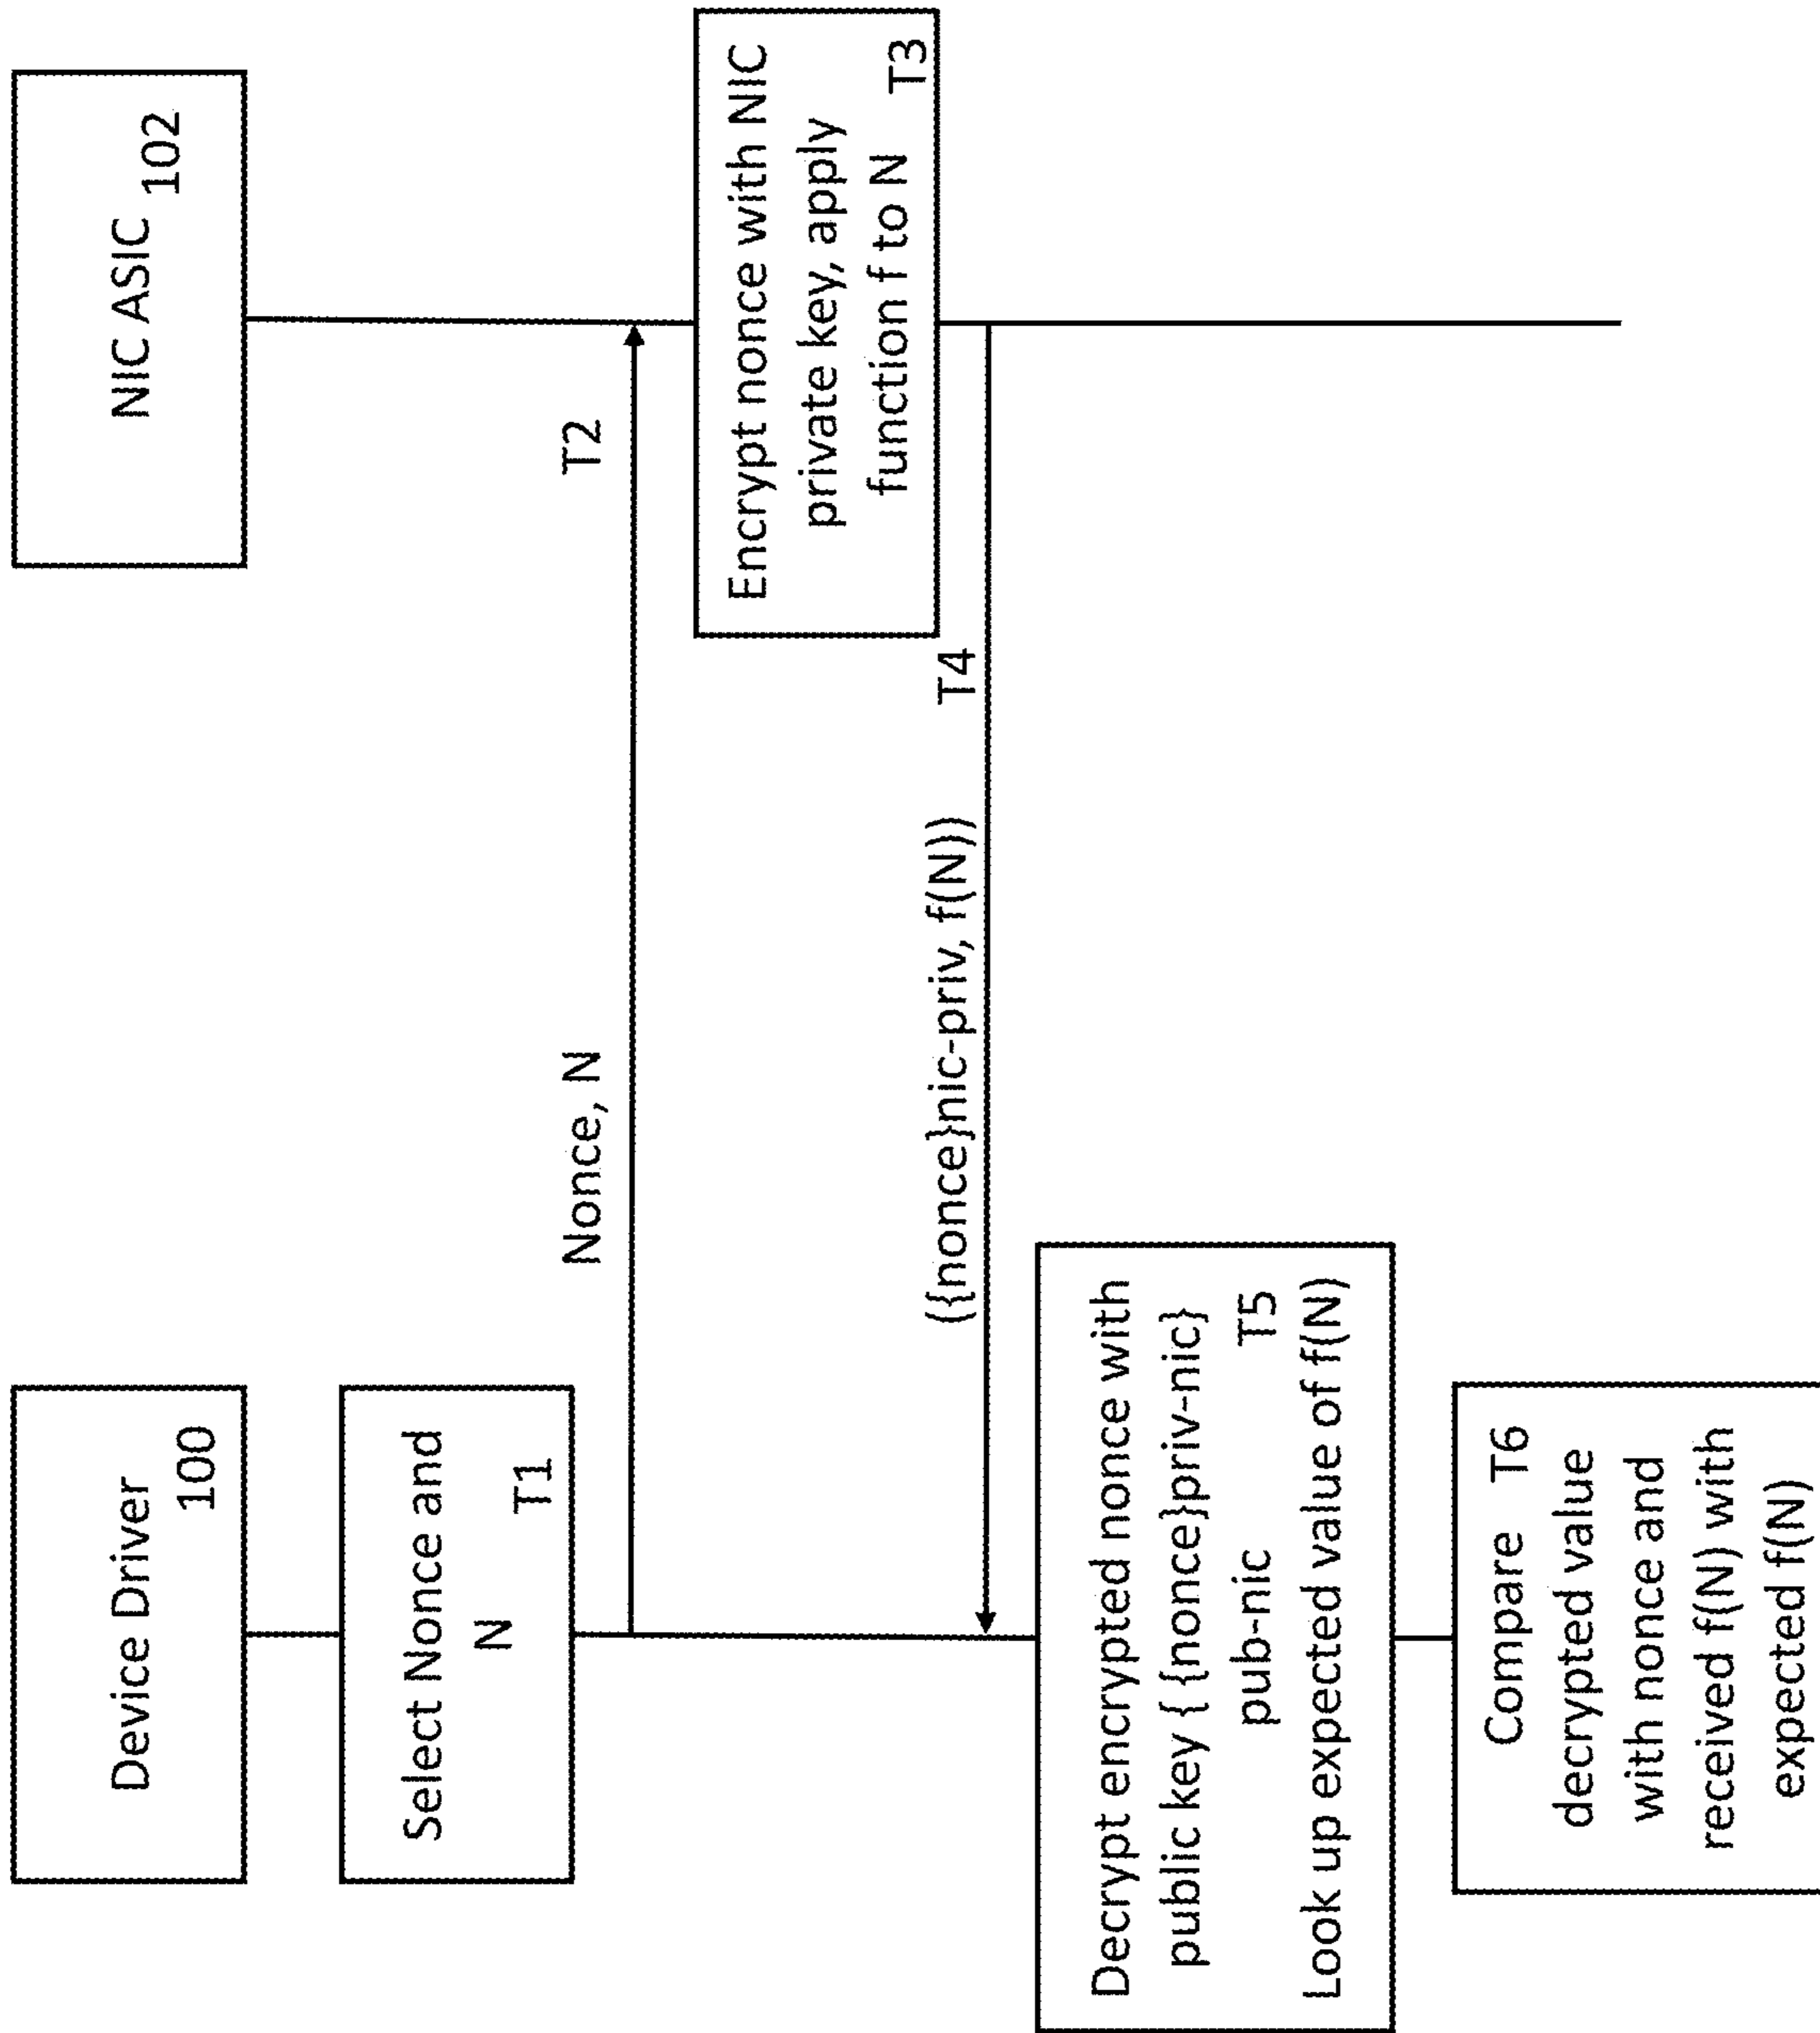 Device Driver
100
NIC ASIC
102
Select Nonce and
N
T1
Nonce, N
T2
Encrypt nonce with NIC
private key, apply
function f to N
T3
({nonce}nic-priv, f(N))
T4
Decrypt encrypted nonce with
public key { {nonce}priv-nic}
pub-nic
T5
Look up expected value of f(N)
Compare T6
decrypted value
with nonce and
received f(N) with
expected f(N)